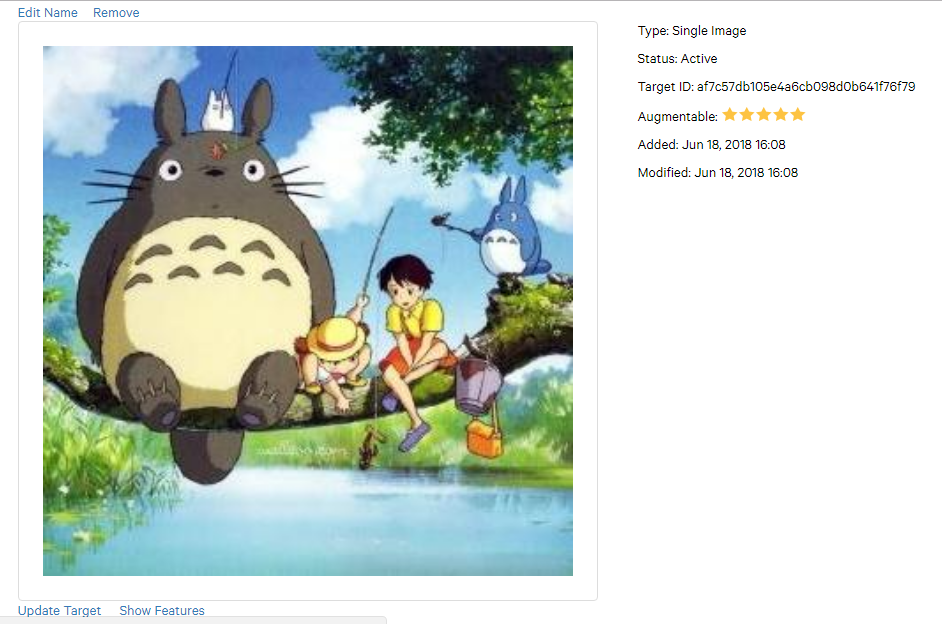 Edit Name Remove
Type: Single Image
Status: Active
Target ID: af7c57db105e4a6cb098d0b641f76f79
Augmentable:
Added: Jun 18, 2018 16:08
Modified: Jun 18, 2018 16:08
Update Target Show Features